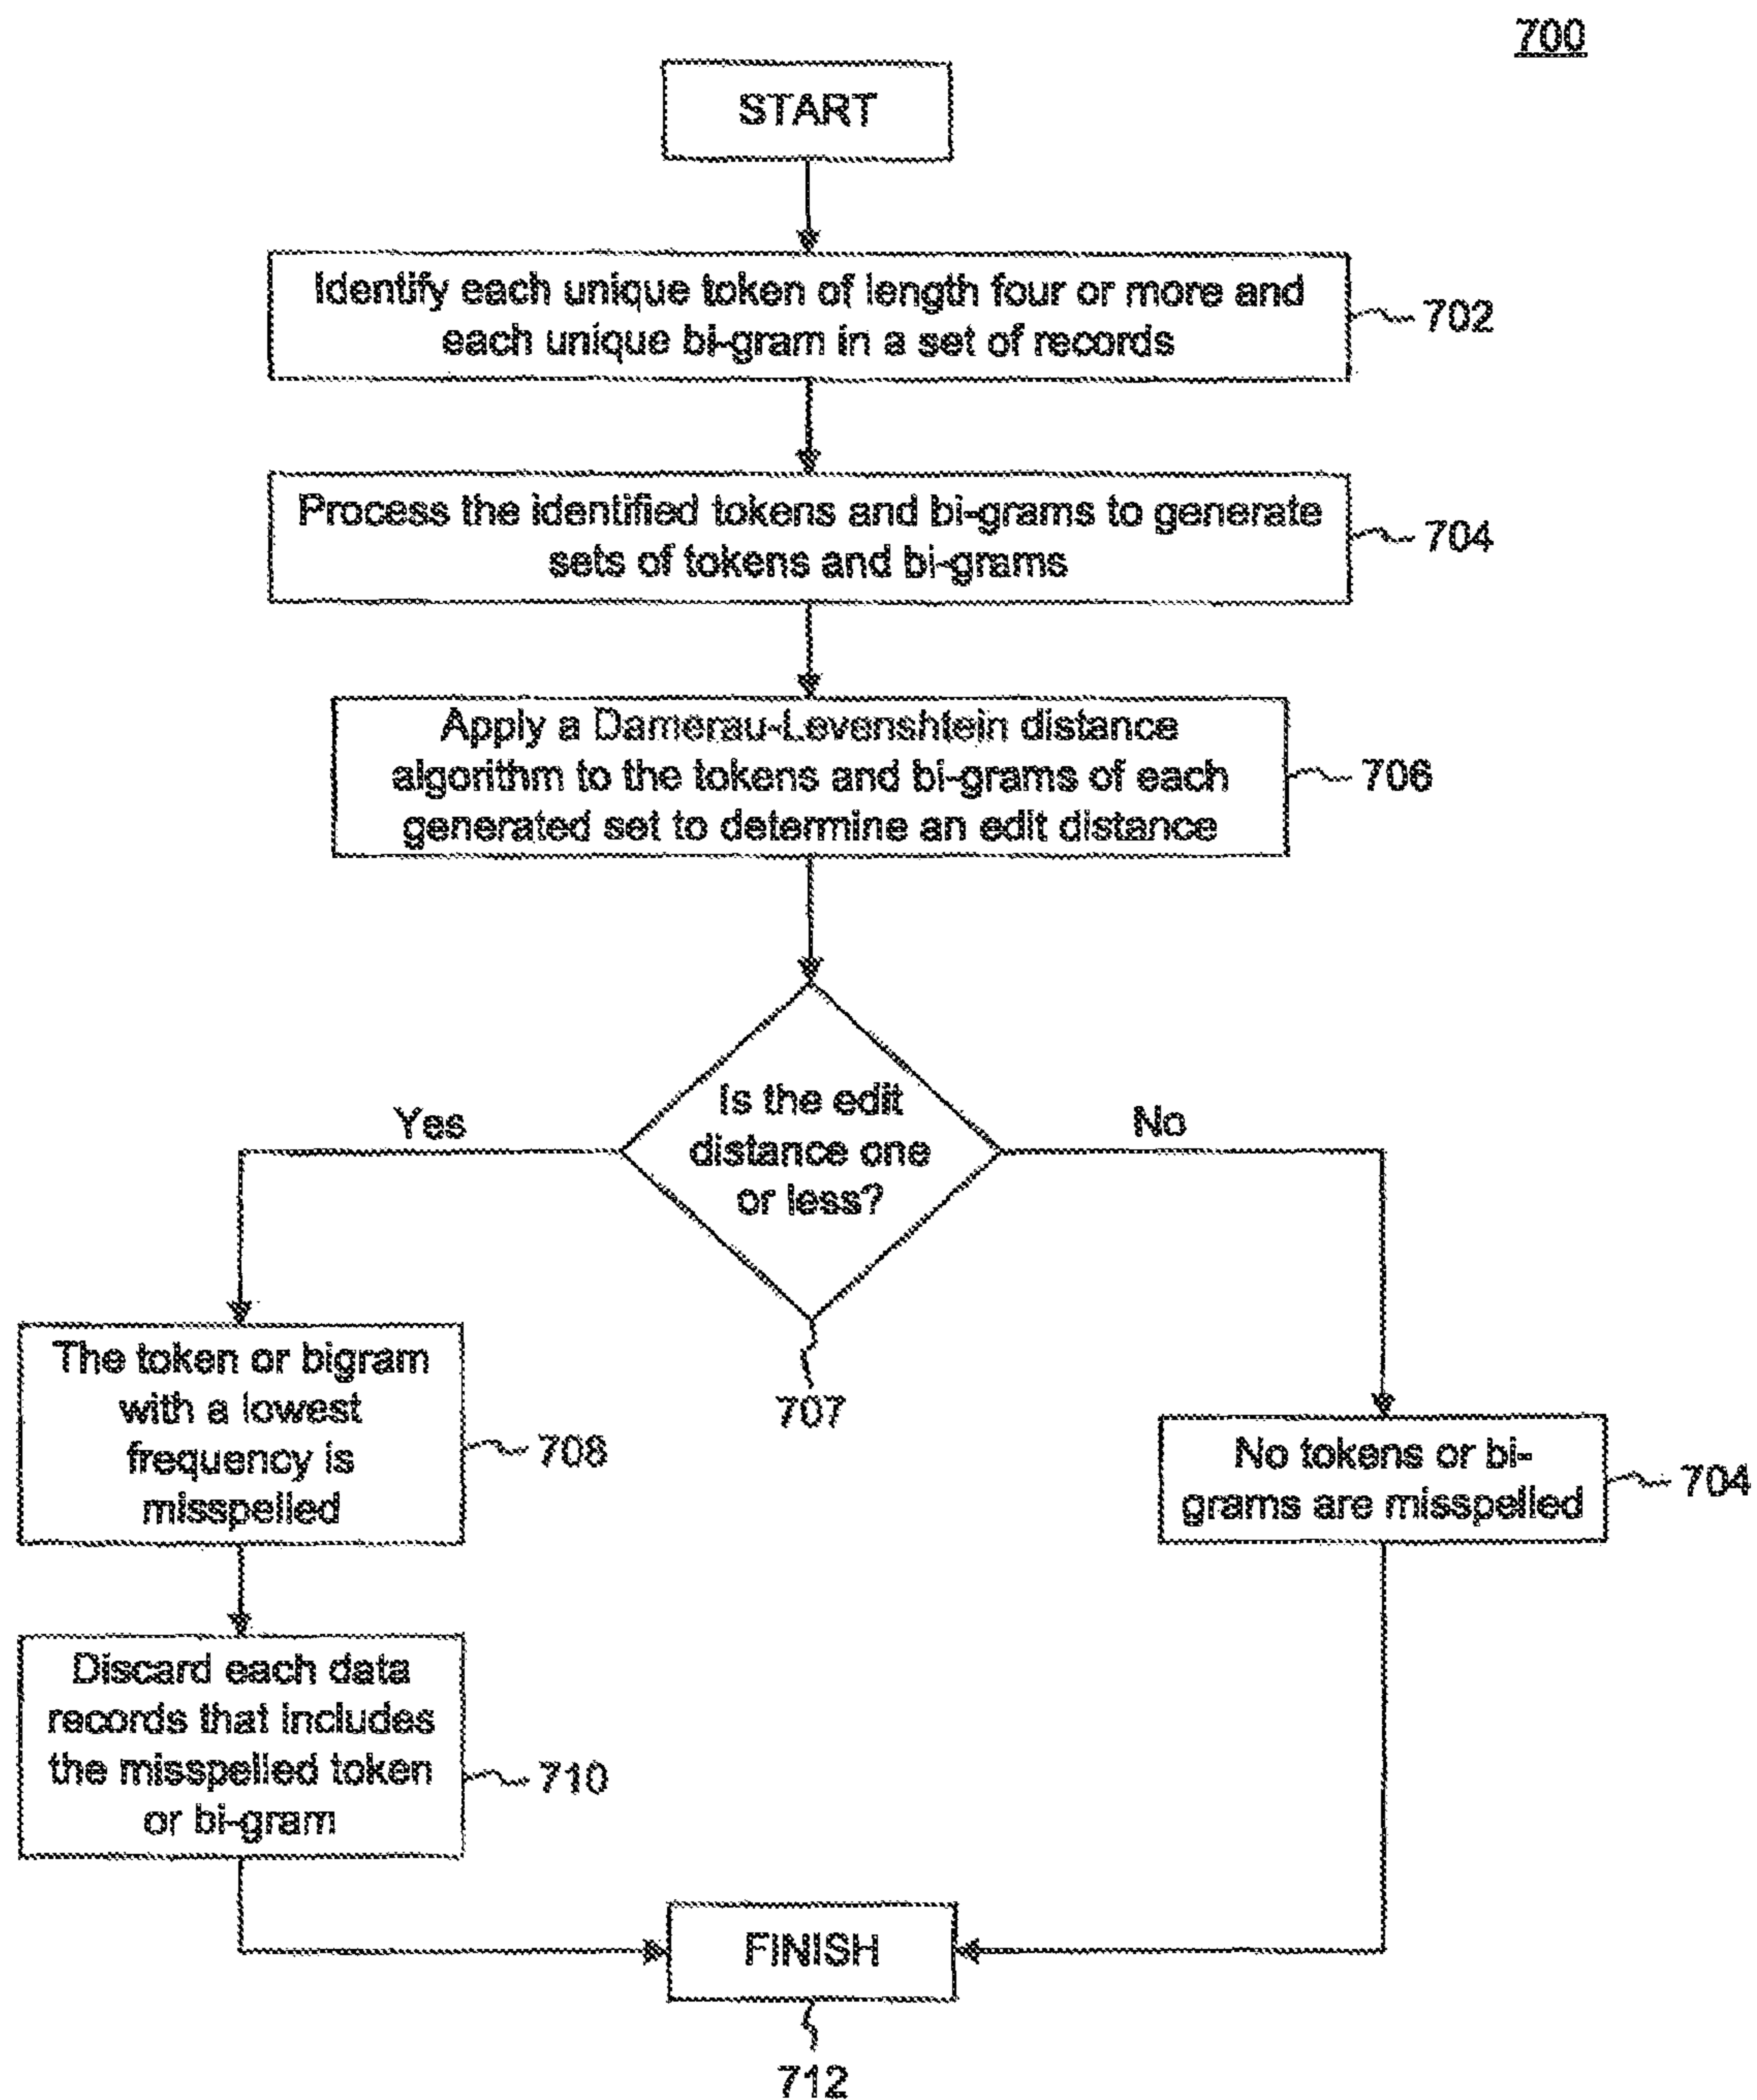 700
START
Identify each unique token of length four or more and
each unique bi-gram in a set of records
702
Process the identified tokens and bi-grams to generate
sets of tokens and bi-grams
704
Apply a Damerau-Levenshtein distance
algorithm to the tokens and bi-grams of each
generated set to determine an edit distance
706
Is the edit
distance one
or less?
Yes
No
707
The token or bigram
with a lowest
frequency is
misspelled
708
No tokens or bi-
grams are misspelled
704
Discard each data
records that includes
the misspelled token
or bi-gram
710
FINISH
712